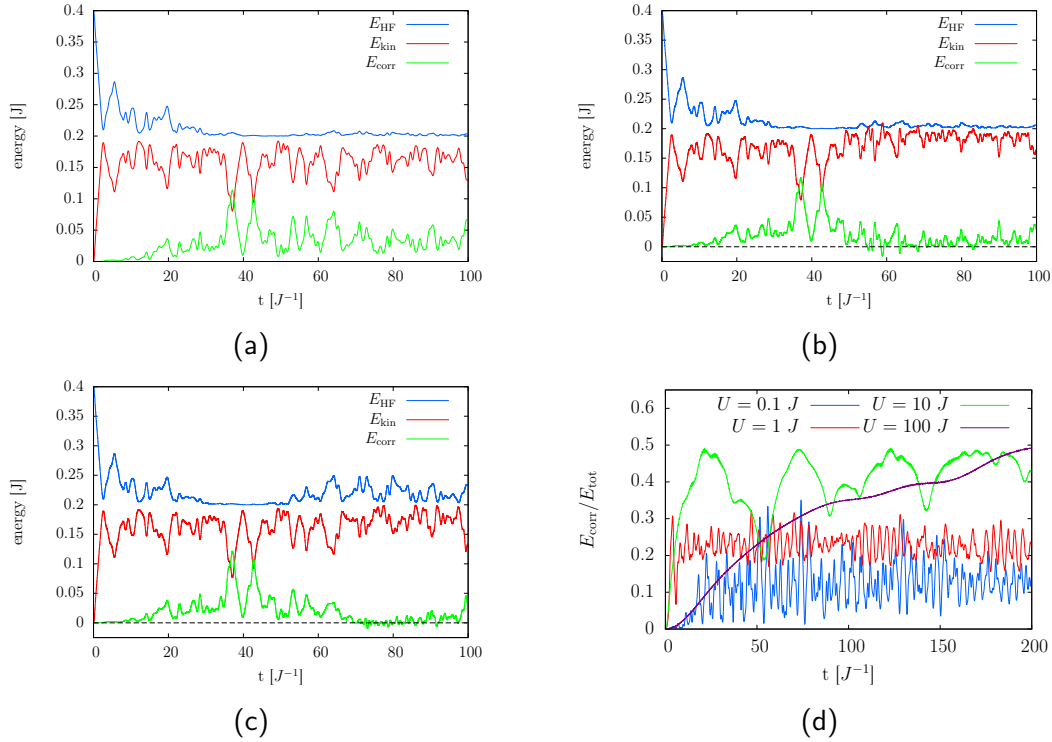 0.4
0.35
0.3
0.25
0.2
0.15
0.1
0.05
0
energy [J]
E_HF
E_kin
E_corr
0 20 40 60 80 100
t [J⁻¹]
(a)
0.4
0.35
0.3
0.25
0.2
0.15
0.1
0.05
0
energy [J]
E_HF
E_kin
E_corr
0 20 40 60 80 100
t [J⁻¹]
(b)
0.4
0.35
0.3
0.25
0.2
0.15
0.1
0.05
0
energy [J]
E_HF
E_kin
E_corr
0 20 40 60 80 100
t [J⁻¹]
(c)
0.6
0.5
0.4
0.3
0.2
0.1
0
E_corr/E_tot
U = 0.1 J U = 10 J
U = 1 J U = 100 J
0 50 100 150 200
t [J⁻¹]
(d)